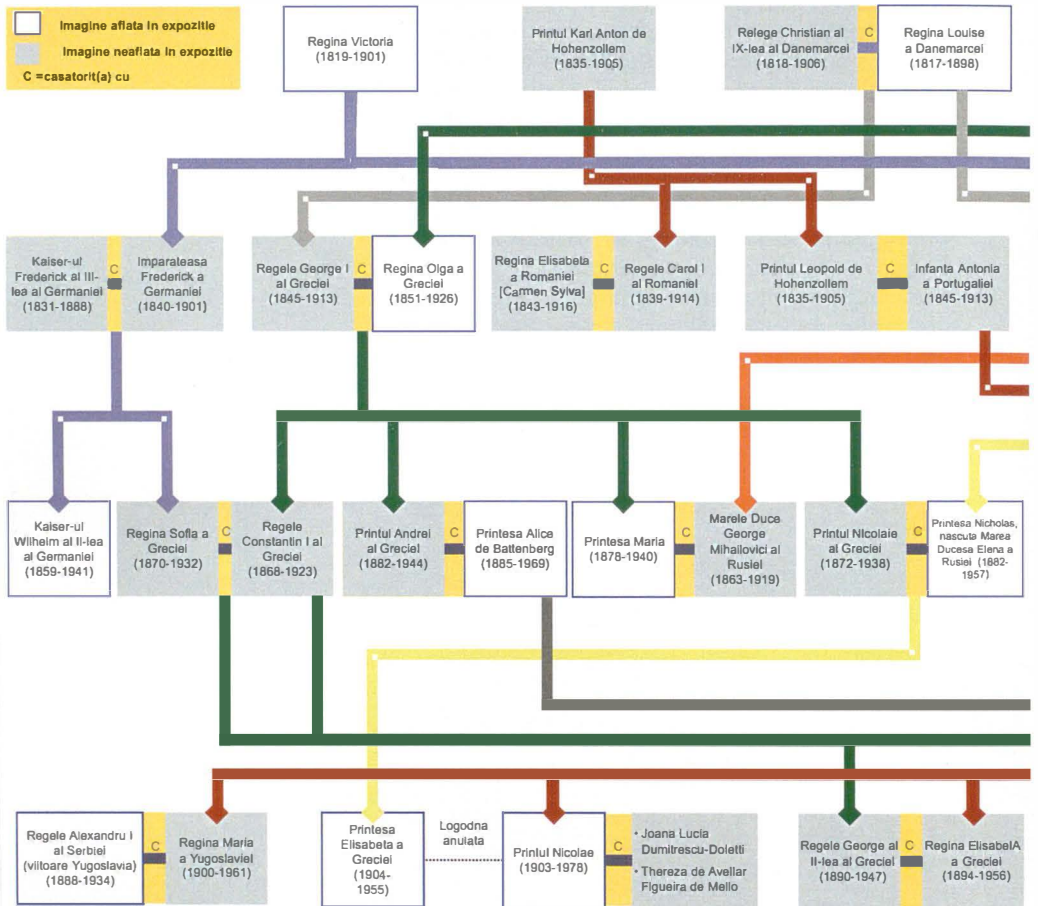 Imagine aflata in expozitie
Imagine neaflata in expozitie
C =casatorit(a) cu
Regina Victoria
(1819-1901)
Printul Karl Anton de
Hohenzollem
(1835-1905)
Relege Christian al
IX-lea al Danemarcei
(1818-1906)
C
Regina Louise
a Danemarcei
(1817-1898)
Kaiser-ul
Frederick al III-
lea al Germaniei
(1831-1888)
C
Imparateasa
Frederick a
Germaniei
(1840-1901)
Regele George I
al Greciei
(1845-1913)
C
Regina Olga a
Greciei
(1851-1926)
Regina Elisabeta
a Romaniei
[Carmen Sylva]
(1843-1916)
C
Regele Carol I
al Romaniei
(1839-1914)
Printul Leopold de
Hohenzollem
(1835-1905)
C
Infanta Antonia
a Portugaliei
(1845-1913)
Kaiser-ul
Wilhelm al II-lea
al Germaniei
(1859-1941)
Regina Sofia a
Greciei
(1870-1932)
C
Regele
Constantin I al
Greciei
(1868-1923)
Printul Andrei
al Greciei
(1882-1944)
C
Printesa Alice
de Battenberg
(1885-1969)
Printesa Maria
(1878-1940)
C
Marele Duce
George
Mihailovici al
Rusiei
(1863-1919)
Printul Nicolaie
al Greciei
(1872-1938)
C
Printesa Nicholas,
nascuta Marea
Ducesa Elena a
Rusiei (1882-
1957)
Regele Alexandru I
al Serbiei
(viitoare Yugoslavia)
(1888-1934)
C
Regina Maria
a Yugoslaviei
(1900-1961)
Printesa
Elisabeta a
Greciei
(1904-
1955)
Logodna
anulata
Printul Nicolae
(1903-1978)
C
• Joana Lucia
Dumitrescu-Doletti
• Thereza de Avellar
Figueira de Mello
Regele George al
II-lea al Greciei
(1890-1947)
C
Regina ElisabelA
a Greciei
(1894-1956)